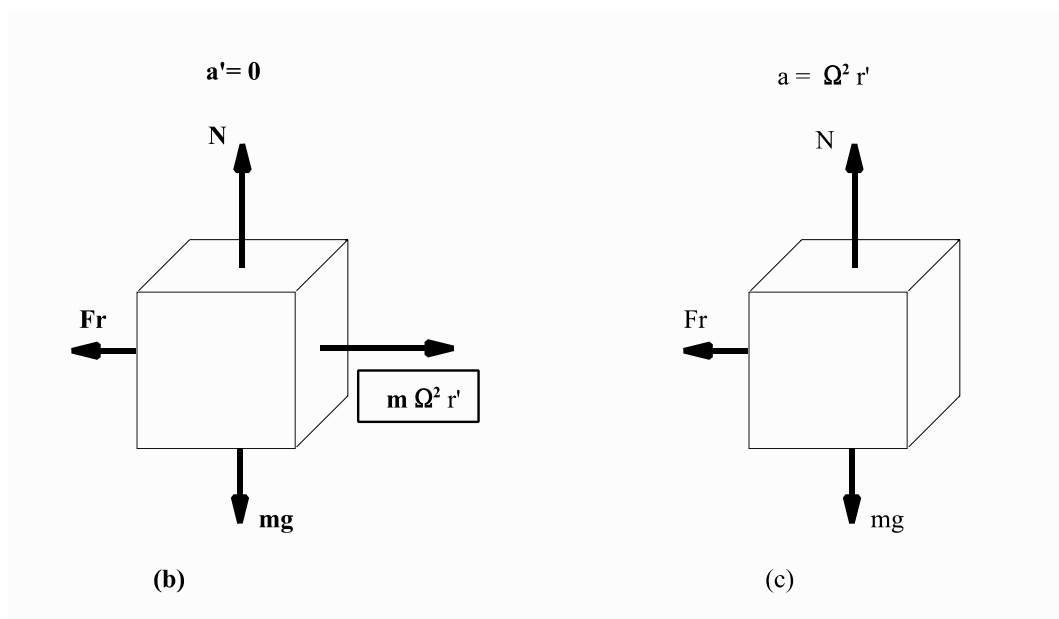 a'= 0
N
Fr
m Ω² r'
mg
(b)
a = Ω² r'
N
Fr
mg
(c)